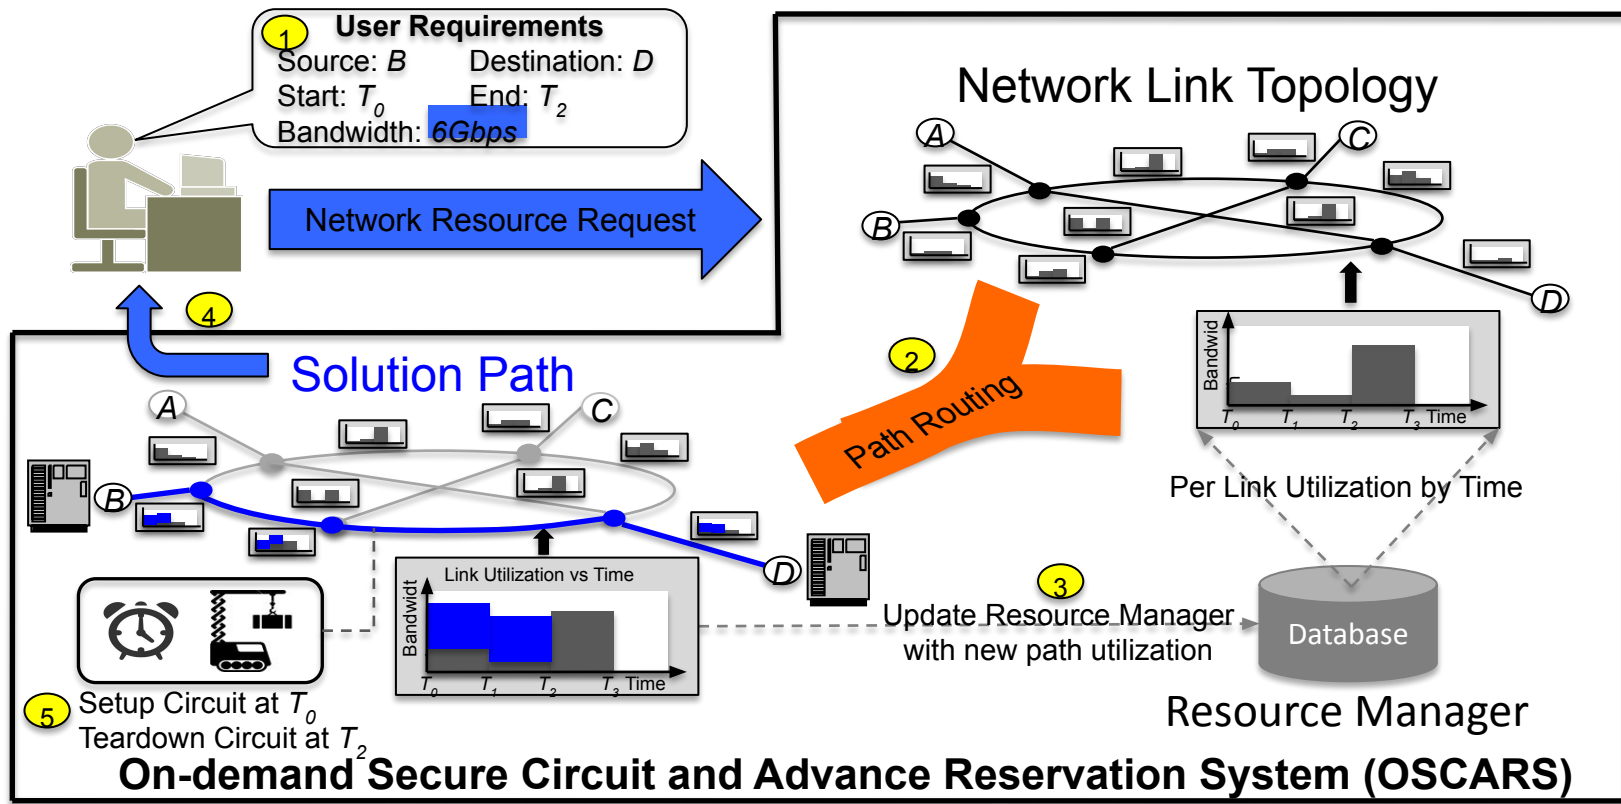 1
User Requirements
Source: B Destination: D
Start: T0 End: T2
Bandwidth: 6Gbps
Network Resource Request
Network Link Topology
A
C
B
D
4
2
Path Routing
Solution Path
A
C
B
D
Bandwid
T0 T1 T2 T3 Time
Per Link Utilization by Time
Link Utilization vs Time
Bandwidt
T0 T1 T2 T3 Time
3
Update Resource Manager
with new path utilization
Database
Resource Manager
5
Setup Circuit at T0
Teardown Circuit at T2
On-demand Secure Circuit and Advance Reservation System (OSCARS)